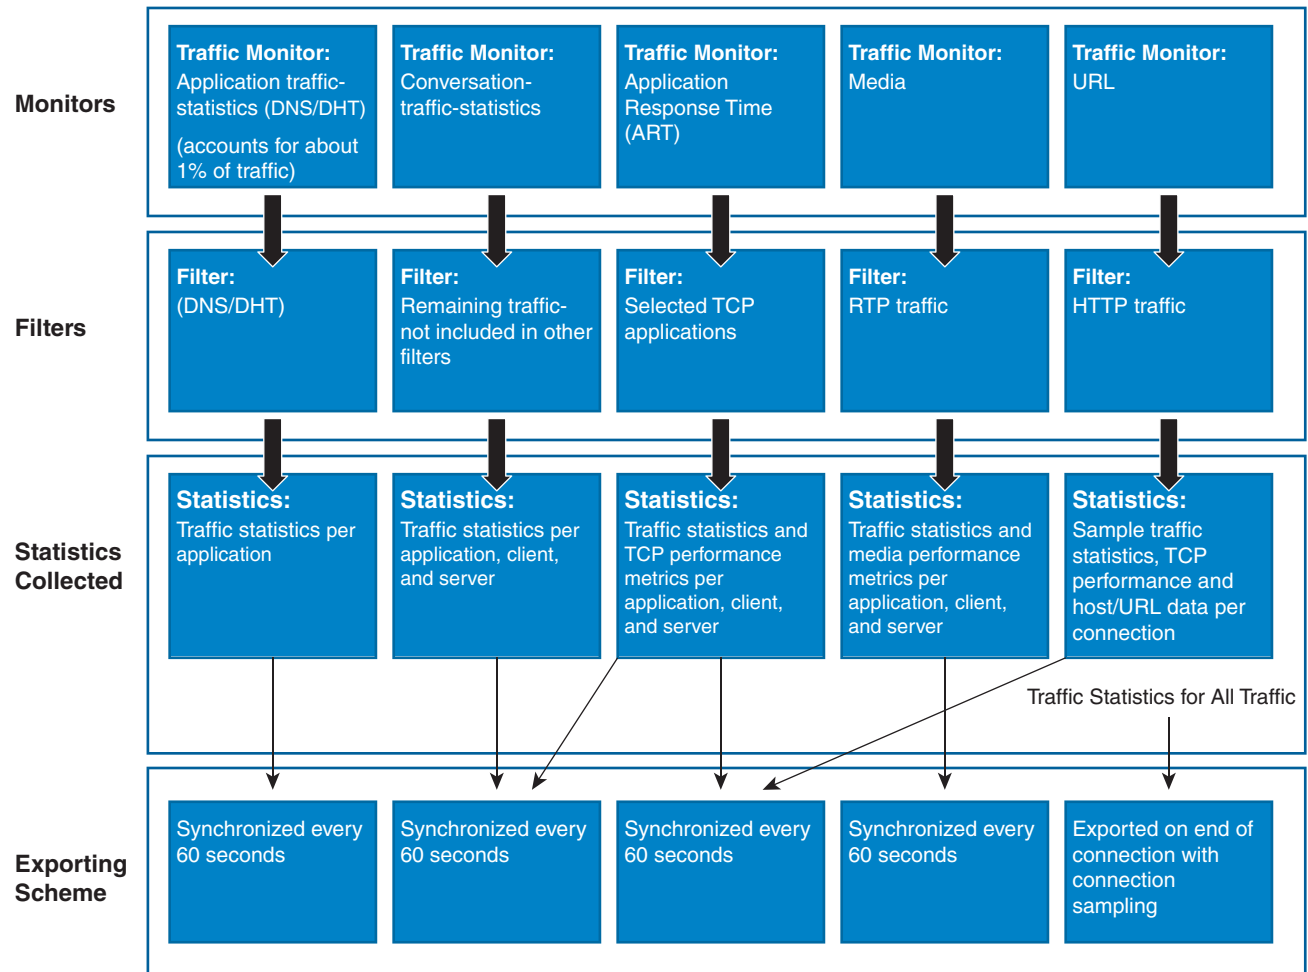 Monitors
Traffic Monitor:
Application traffic-
statistics (DNS/DHT)
(accounts for about
1% of traffic)
Traffic Monitor:
Conversation-
traffic-statistics
Traffic Monitor:
Application
Response Time
(ART)
Traffic Monitor:
Media
Traffic Monitor:
URL
Filters
Filter:
(DNS/DHT)
Filter:
Remaining traffic-
not included in other
filters
Filter:
Selected TCP
applications
Filter:
RTP traffic
Filter:
HTTP traffic
Statistics
Collected
Statistics:
Traffic statistics per
application
Statistics:
Traffic statistics per
application, client,
and server
Statistics:
Traffic statistics and
TCP performance
metrics per
application, client,
and server
Statistics:
Traffic statistics and
media performance
metrics per
application, client,
and server
Statistics:
Sample traffic
statistics, TCP
performance and
host/URL data per
connection
Traffic Statistics for All Traffic
Exporting
Scheme
Synchronized every
60 seconds
Synchronized every
60 seconds
Synchronized every
60 seconds
Synchronized every
60 seconds
Exported on end of
connection with
connection
sampling